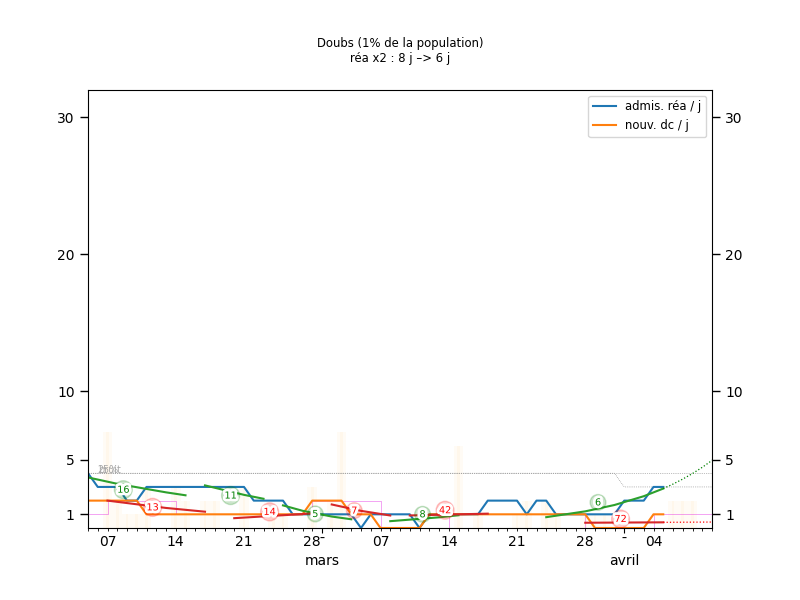 Doubs (1% de la population)
réa x2 : 8 j –> 6 j
admis. réa / j
nouv. dc / j
30 30
20 20
10 10
5 5
1 1
16 13 11 14 5 7 8 42 6 72
07 14 21 28 - 07 14 21 28 - 04
mars avril